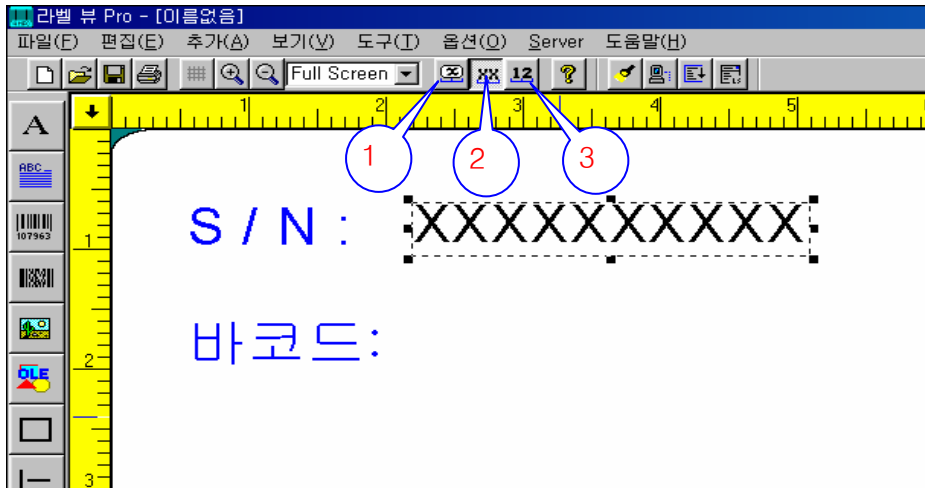 라벨 뷰 Pro - [이름없음]
파일(F) 편집(E) 추가(A) 보기(V) 도구(T) 옵션(O) Server 도움말(H)
Full Screen XX 12 ?
1 2 3 4 5
A
1 2 3
ABC
S / N : XXXXXXXXXX
107963
1
바코드:
2
OLE
3